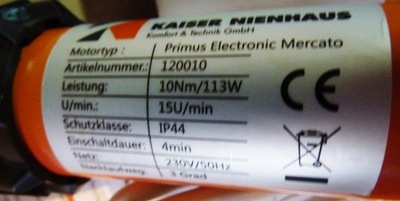 KAISER NIENHAUS
Komfort & Technik GmbH
Motortyp : Primus Electronic Mercato
Artikelnummer.: 120010
Leistung: 10Nm/113W
U/min.: 15U/min
Schutzklasse: IP44
Einschaltdauer: 4min
Netz: 230V/50Hz
Nachlaufweg: 3 Grad
CE